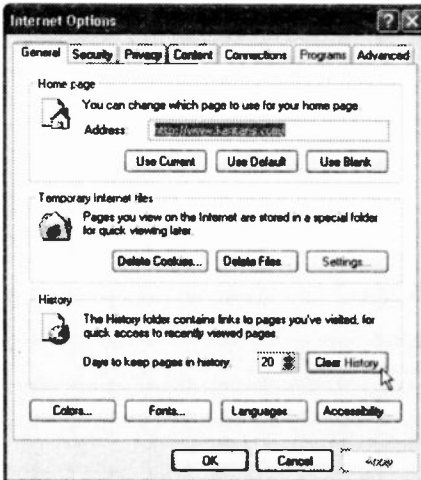 Internet Options
General Security Privacy Content Connections Programs Advanced
Home page
You can change which page to use for your home page.
Address:
Use Current Use Default Use Blank
Temporary Internet files
Pages you view on the Internet are stored in a special folder
for quick viewing later.
Delete Cookies... Delete Files Settings...
History
The History folder contains links to pages you've visited, for
quick access to recently viewed pages.
Days to keep pages in history: 20 Clear History
Colors... Fonts... Languages Accessibility
OK Cancel Apply